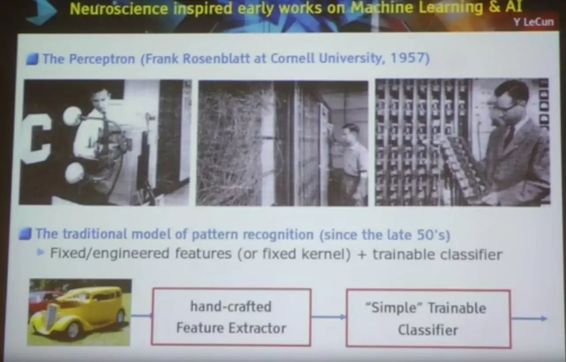 Neuroscience inspired early works on Machine Learning & AI
Y LeCun
The Perceptron (Frank Rosenblatt at Cornell University, 1957)
C
The traditional model of pattern recognition (since the late 50's)
Fixed/engineered features (or fixed kernel) + trainable classifier
hand-crafted
Feature Extractor
"Simple" Trainable
Classifier